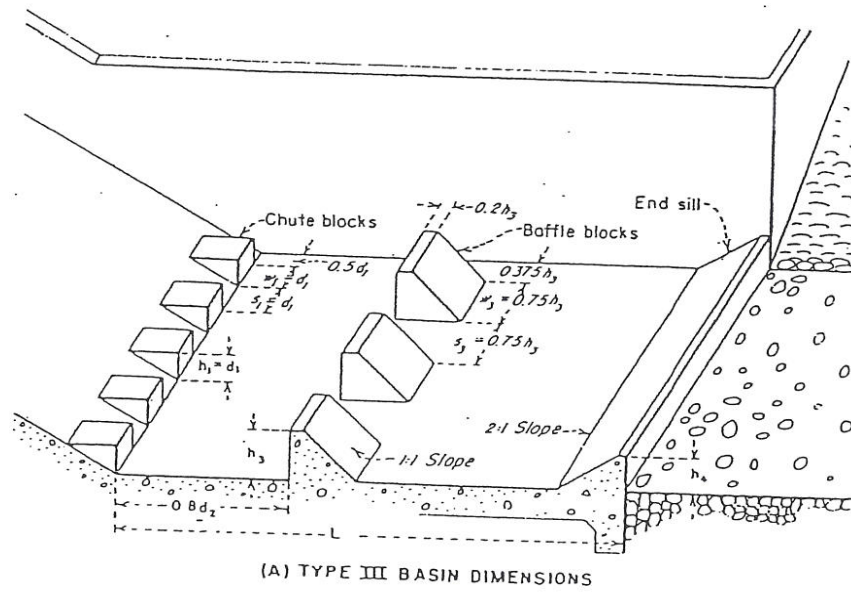 Chute blocks
0.2h₃
Baffle blocks
End sill
0.5d₁
w₁ = d₁
s₁ = d₁
h₁ = d₁
0.375h₃
w₃ = 0.75h₃
s₃ = 0.75h₃
h₃
1:1 Slope
2:1 Slope
h₄
0.8d₂
L
(A) TYPE III BASIN DIMENSIONS